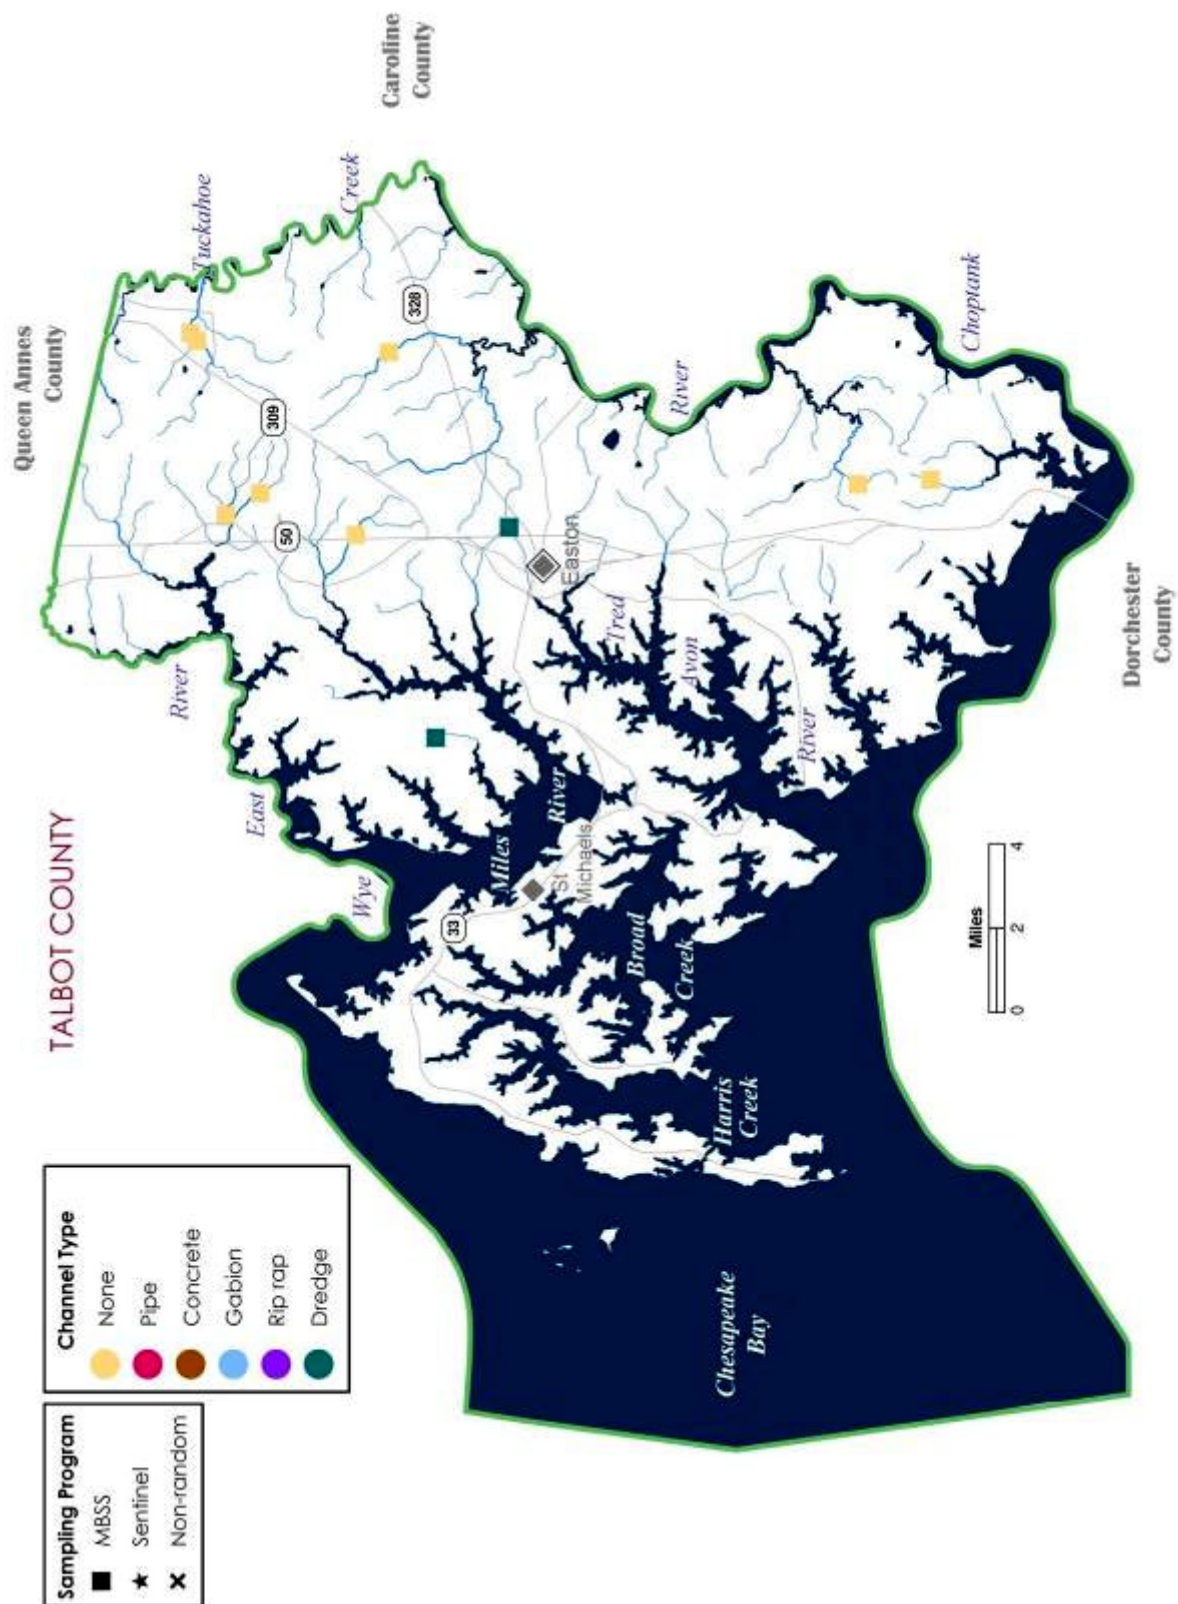 TALBOT COUNTY
Sampling Program
MBSS
Sentinel
Non-random
Channel Type
None
Pipe
Concrete
Gabion
Rip rap
Dredge
Queen Annes
County
Caroline
County
Dorchester
County
Tuckahoe
Creek
River
East
Wye
Miles
River
Tred
Avon
River
Broad
Creek
Harris
Creek
Chesapeake
Bay
Choptank
River
Easton
St
Michaels
309
328
50
33
Miles
0
2
4